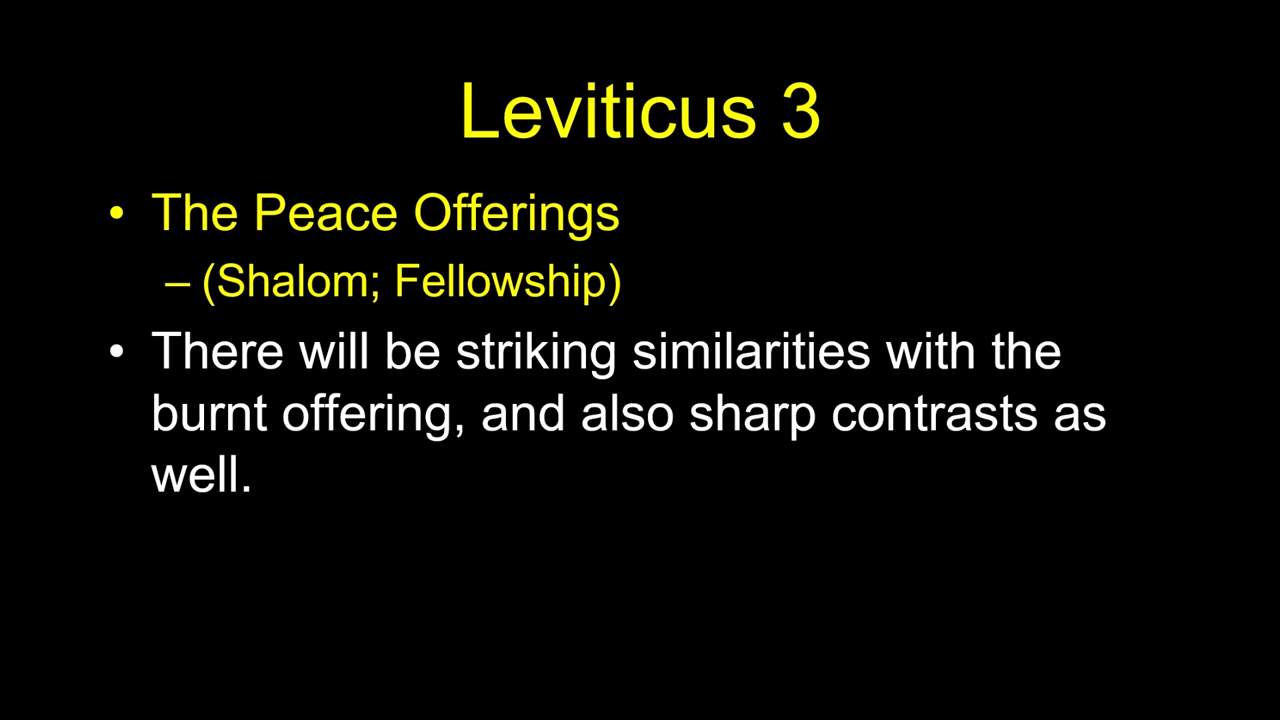 Leviticus 3
• The Peace Offerings
– (Shalom; Fellowship)
• There will be striking similarities with the
burnt offering, and also sharp contrasts as
well.